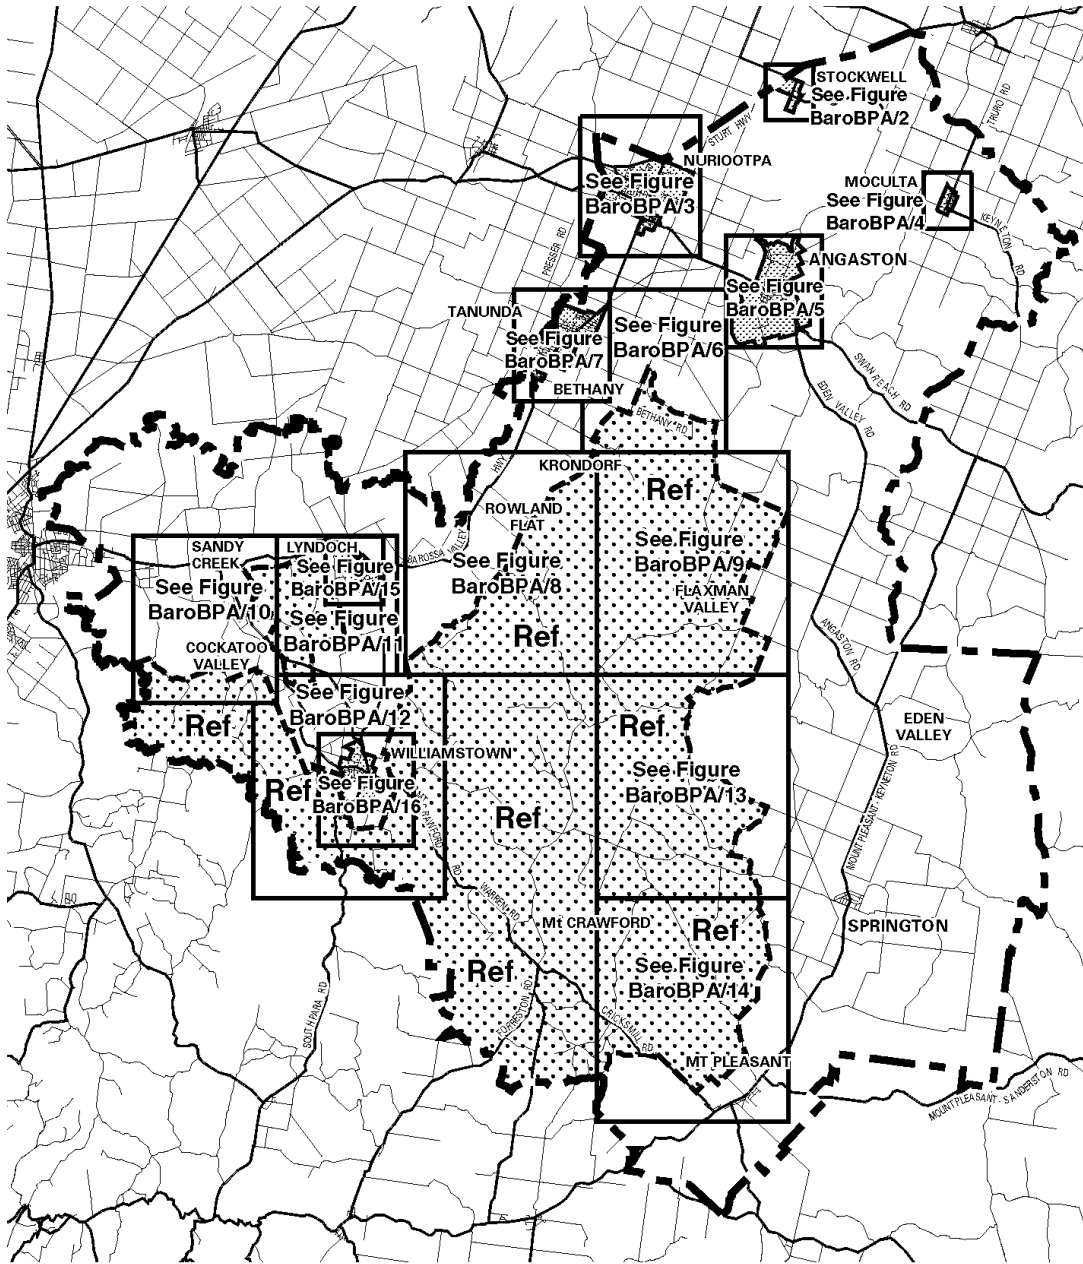 STOCKWELL
See Figure
BaroBPA/2
TRURO RD
STURT HWY
NURIOOTPA
See Figure
BaroBPA/3
MOCULTA
See Figure
BaroBPA/4
KEYNETON RD
PRESSER RD
ANGASTON
See Figure
BaroBPA/5
TANUNDA
See Figure
BaroBPA/6
See Figure
BaroBPA/7
BETHANY
SWAN REACH RD
EDEN VALLEY RD
BETHANY RD
KRONDORF
HWY
Ref
ROWLAND
FLAT
BAROSSA VALLEY
See Figure
BaroBPA/8
See Figure
BaroBPA/9
FLAXMAN
VALLEY
Ref
SANDY
CREEK
See Figure
BaroBPA/10
LYNDOCH
See Figure
BaroBPA/15
See Figure
BaroBPA/11
COCKATOO
VALLEY
ANGASTON RD
See Figure
BaroBPA/12
Ref
Ref
EDEN
VALLEY
WILLIAMSTOWN
See Figure
BaroBPA/13
Ref
See Figure
BaroBPA/16
MOUNT PLEASANT - KEYNETON RD
Ref
RD
WARREN RD
Mt CRAWFORD
Ref
SPRINGTON
See Figure
BaroBPA/14
Ref
SOUTH PARA RD
FORRESTON RD
CRICKSMILL RD
MT PLEASANT
MOUNT PLEASANT - SANDERSTON RD